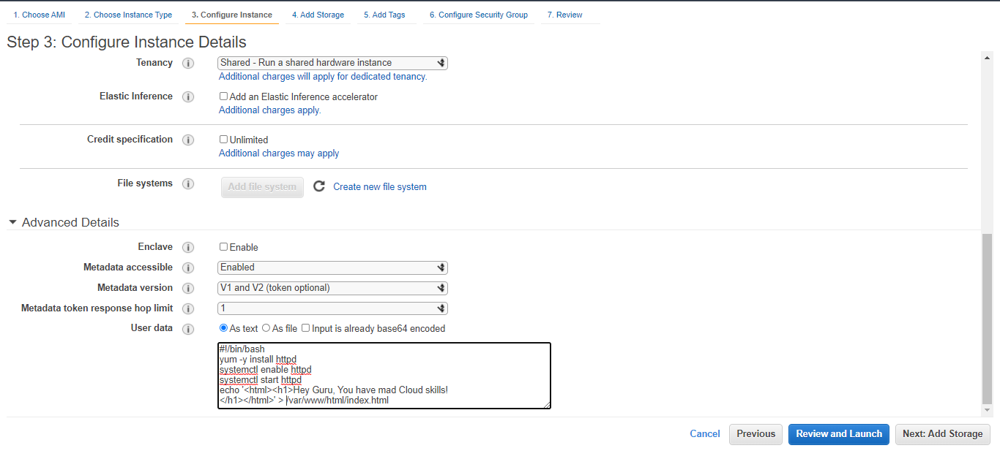 1. Choose AMI 2. Choose Instance Type 3. Configure Instance 4. Add Storage 5. Add Tags 6. Configure Security Group 7. Review
Step 3: Configure Instance Details
Tenancy Shared - Run a shared hardware instance
Additional charges will apply for dedicated tenancy.
Elastic Inference Add an Elastic Inference accelerator
Additional charges apply.
Credit specification Unlimited
Additional charges may apply
File systems Add file system Create new file system
Advanced Details
Enclave Enable
Metadata accessible Enabled
Metadata version V1 and V2 (token optional)
Metadata token response hop limit 1
User data As text As file Input is already base64 encoded
#!/bin/bash
yum -y install httpd
systemctl enable httpd
systemctl start httpd
echo '<html><h1>Hey Guru, You have mad Cloud skills!
</h1></html>' > /var/www/html/index.html
Cancel Previous Review and Launch Next: Add Storage